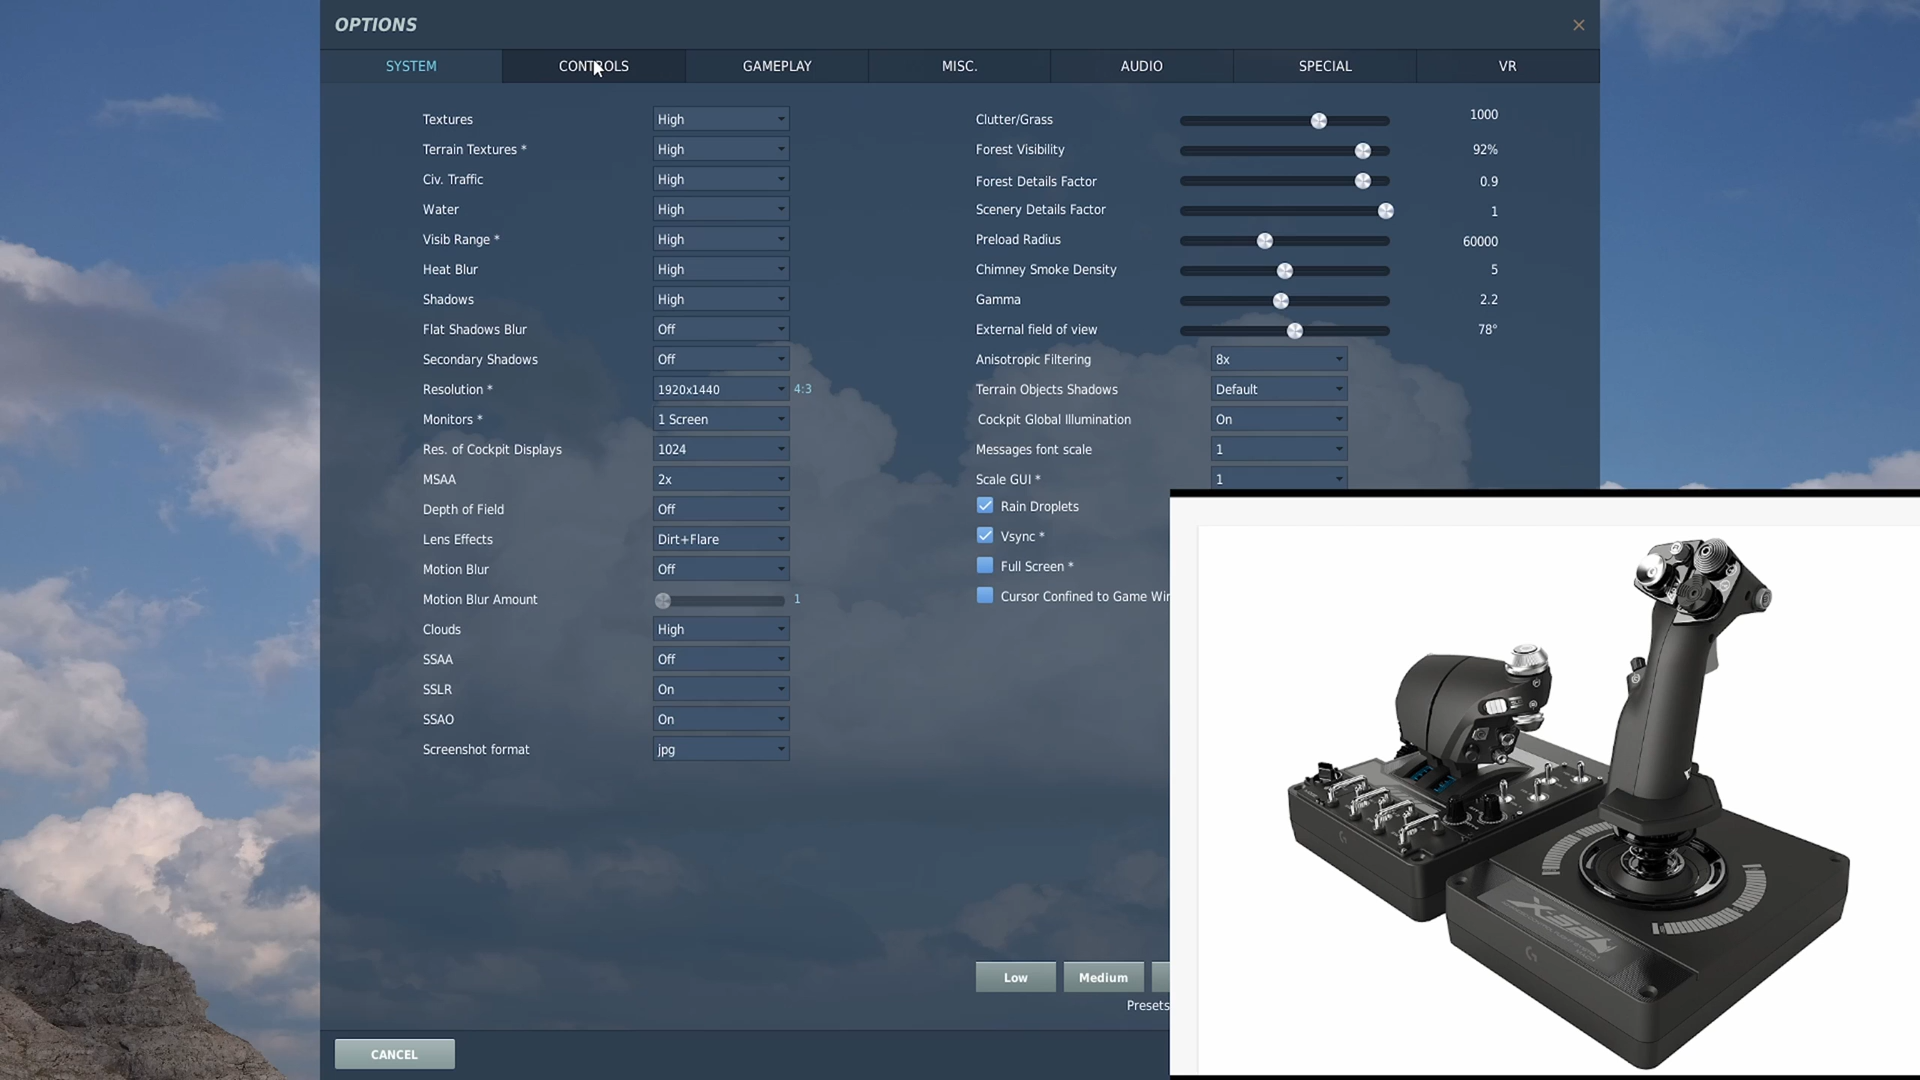 OPTIONS
SYSTEM CONTROLS GAMEPLAY MISC. AUDIO SPECIAL VR
Textures High
Terrain Textures * High
Civ. Traffic High
Water High
Visib Range * High
Heat Blur High
Shadows High
Flat Shadows Blur Off
Secondary Shadows Off
Resolution * 1920x1440 4:3
Monitors * 1 Screen
Res. of Cockpit Displays 1024
MSAA 2x
Depth of Field Off
Lens Effects Dirt+Flare
Motion Blur Off
Motion Blur Amount 1
Clouds High
SSAA Off
SSLR On
SSAO On
Screenshot format jpg
Clutter/Grass 1000
Forest Visibility 92%
Forest Details Factor 0.9
Scenery Details Factor 1
Preload Radius 60000
Chimney Smoke Density 5
Gamma 2.2
External field of view 78°
Anisotropic Filtering 8x
Terrain Objects Shadows Default
Cockpit Global Illumination On
Messages font scale 1
Scale GUI * 1
Rain Droplets
Vsync *
Full Screen *
Cursor Confined to Game Win
Low Medium
Presets
CANCEL
X56